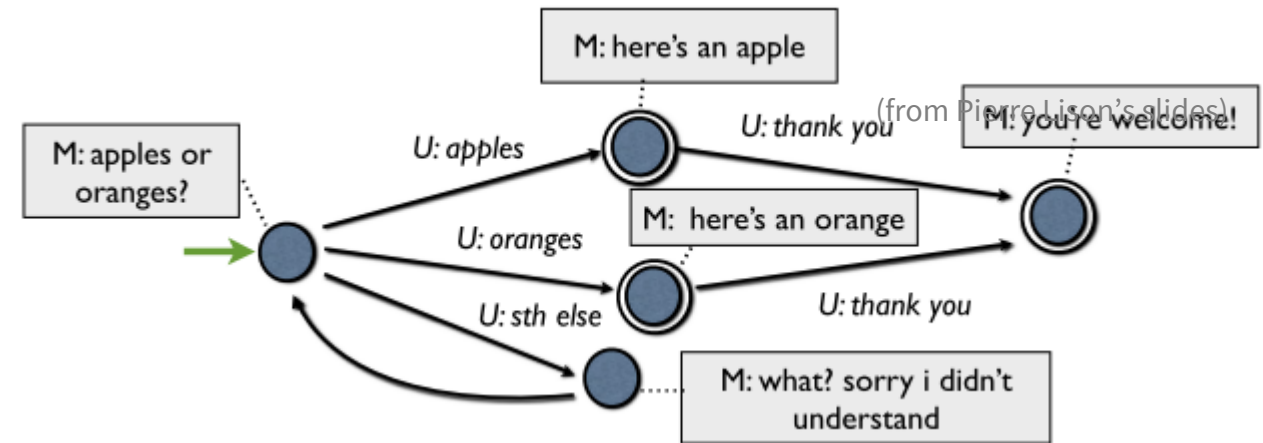 M: here's an apple
(from Pierre Lison's slides)
M: you're welcome!
U: thank you
M: apples or
oranges?
U: apples
M: here's an orange
U: oranges
U: thank you
U: sth else
M: what? sorry i didn't
understand